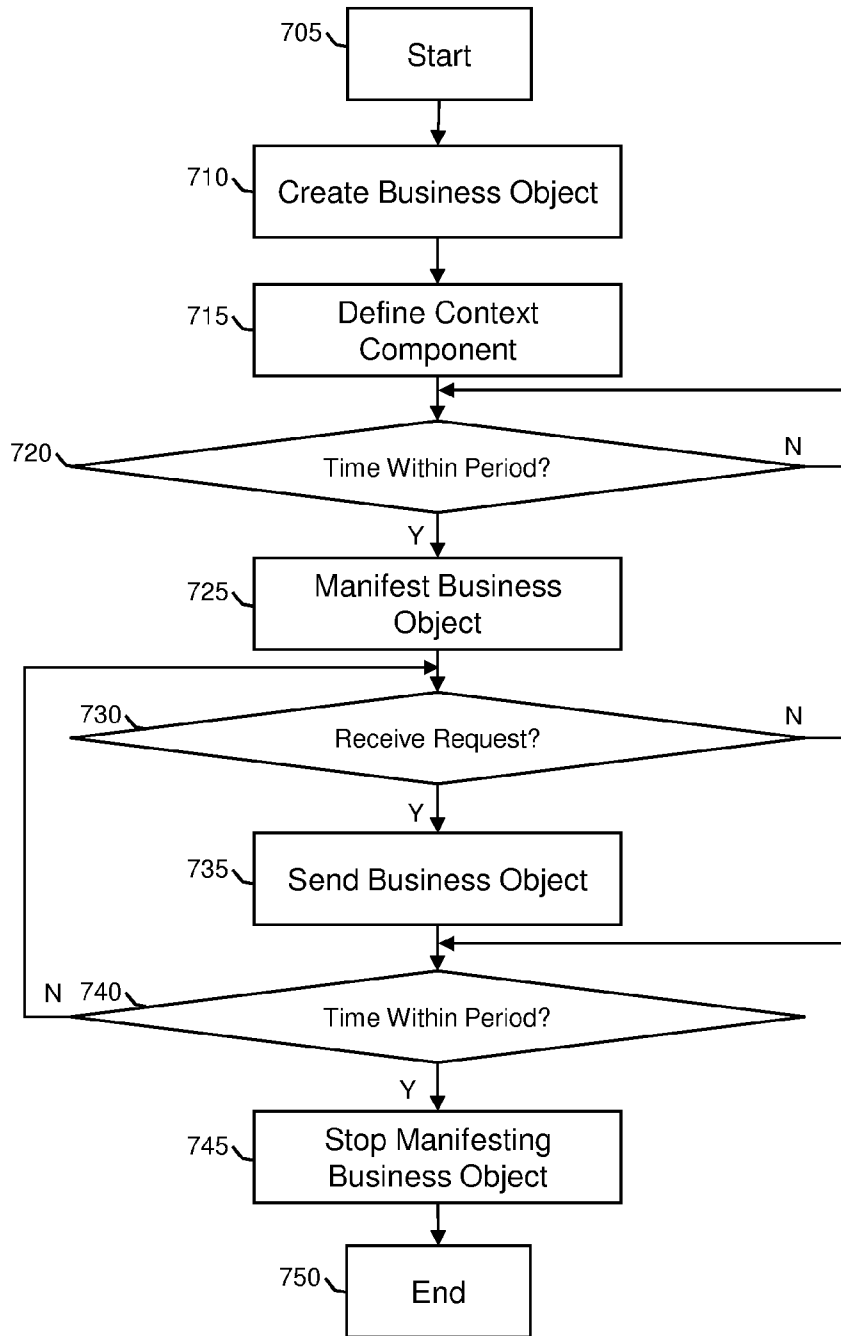 705
Start
710
Create Business Object
715
Define Context
Component
720
Time Within Period?
N
Y
725
Manifest Business
Object
730
Receive Request?
N
Y
735
Send Business Object
N
740
Time Within Period?
Y
745
Stop Manifesting
Business Object
750
End